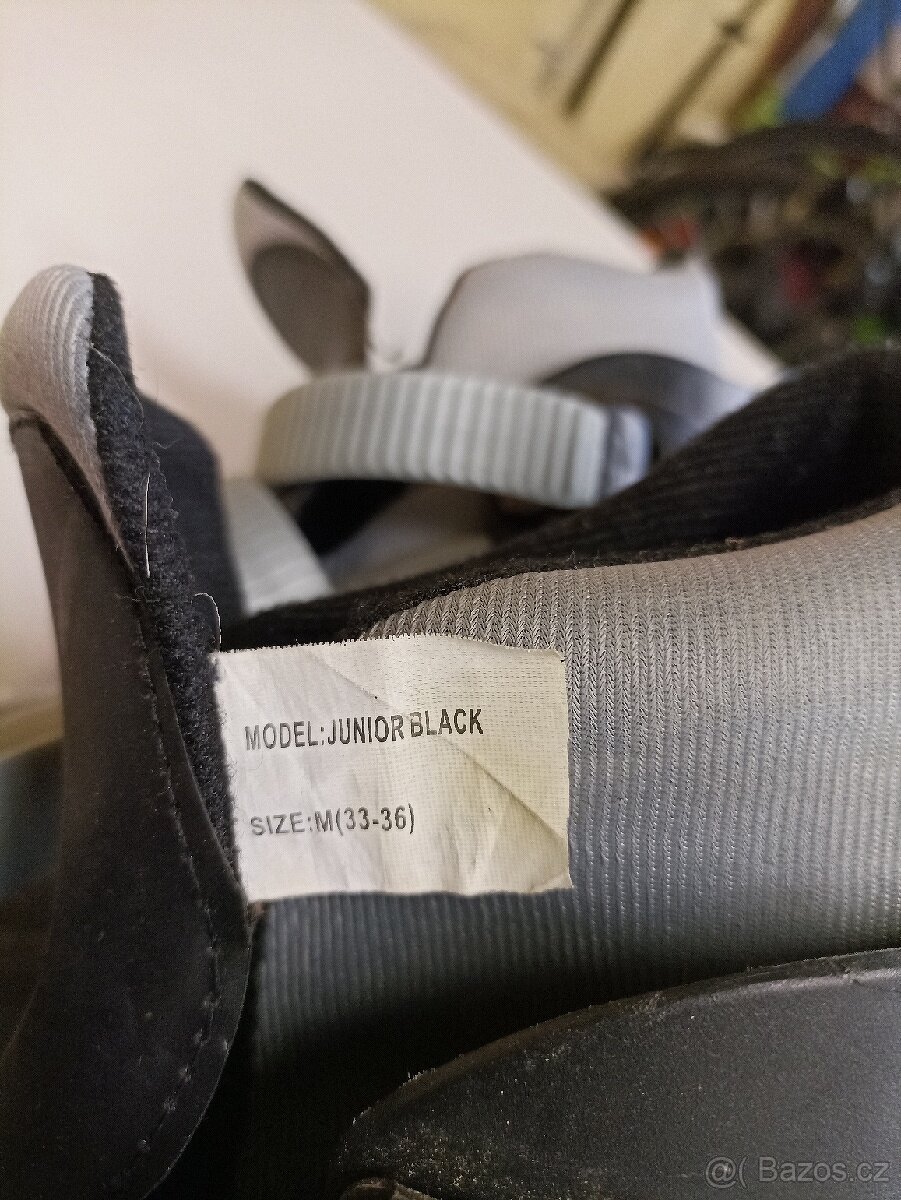 MODEL:JUNIOR BLACK
SIZE:M(33-36)
@( Bazos.cz